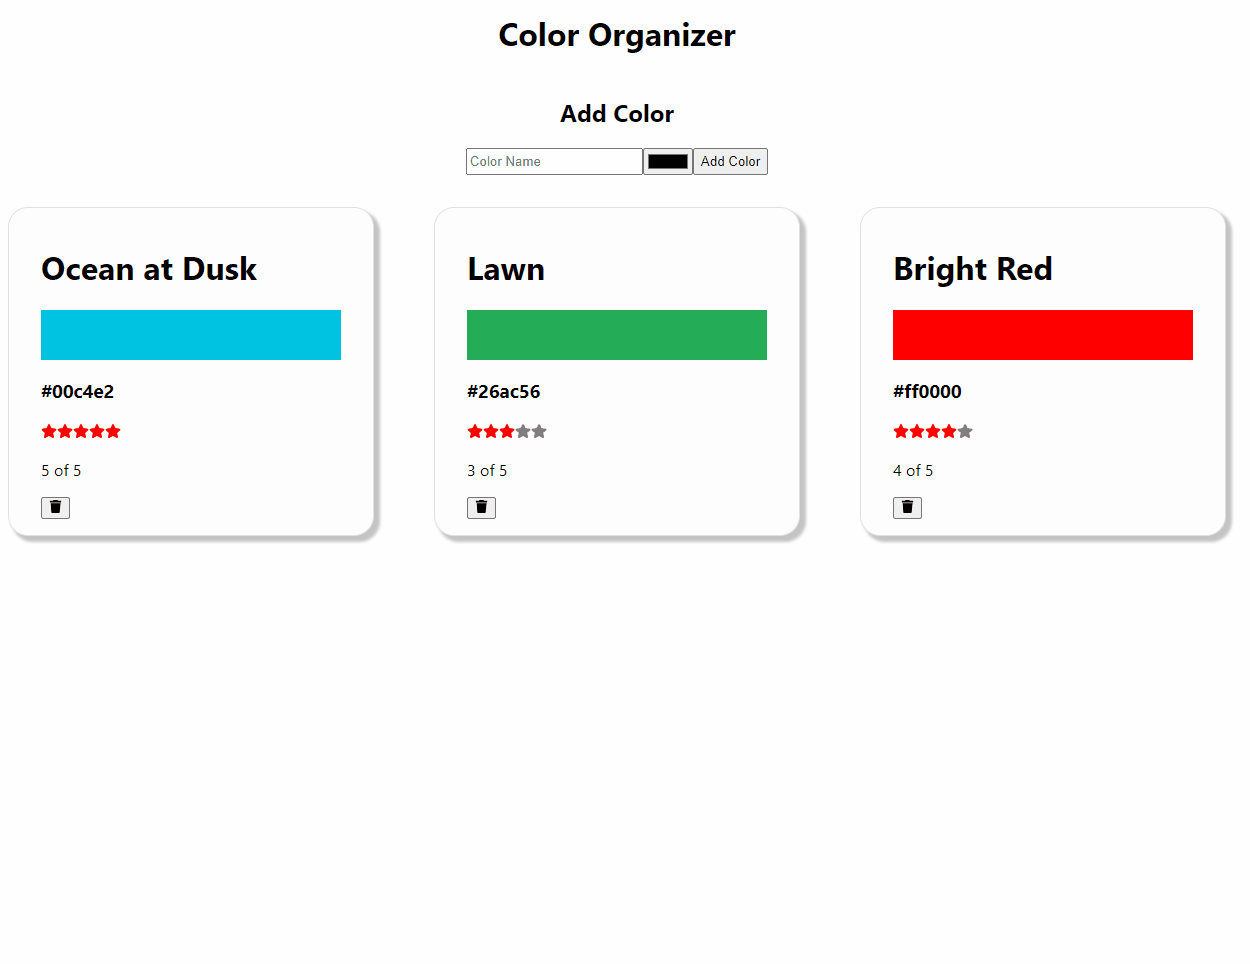 Color Organizer
Add Color
Color Name Add Color
Ocean at Dusk
#00c4e2
5 of 5
Lawn
#26ac56
3 of 5
Bright Red
#ff0000
4 of 5